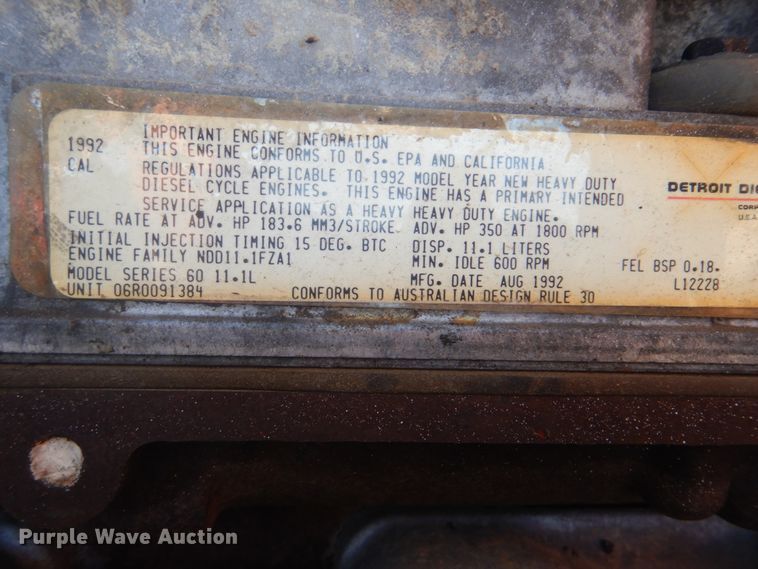 1992
CAL
IMPORTANT ENGINE INFORMATION
THIS ENGINE CONFORMS TO U.S. EPA AND CALIFORNIA
REGULATIONS APPLICABLE TO 1992 MODEL YEAR NEW HEAVY DUTY
DIESEL CYCLE ENGINES. THIS ENGINE HAS A PRIMARY INTENDED
SERVICE APPLICATION AS A HEAVY HEAVY DUTY ENGINE.
FUEL RATE AT ADV. HP 183.6 MM3/STROKE. ADV. HP 350 AT 1800 RPM
INITIAL INJECTION TIMING 15 DEG. BTC DISP. 11.1 LITERS
ENGINE FAMILY NDD11.1FZA1 MIN. IDLE 600 RPM FEL BSP 0.18.
MODEL SERIES 60 11.1L MFG. DATE AUG 1992 L12228
UNIT 06R0091384 CONFORMS TO AUSTRALIAN DESIGN RULE 30
DETROIT DIE
CORP
U.S.A
Purple Wave Auction